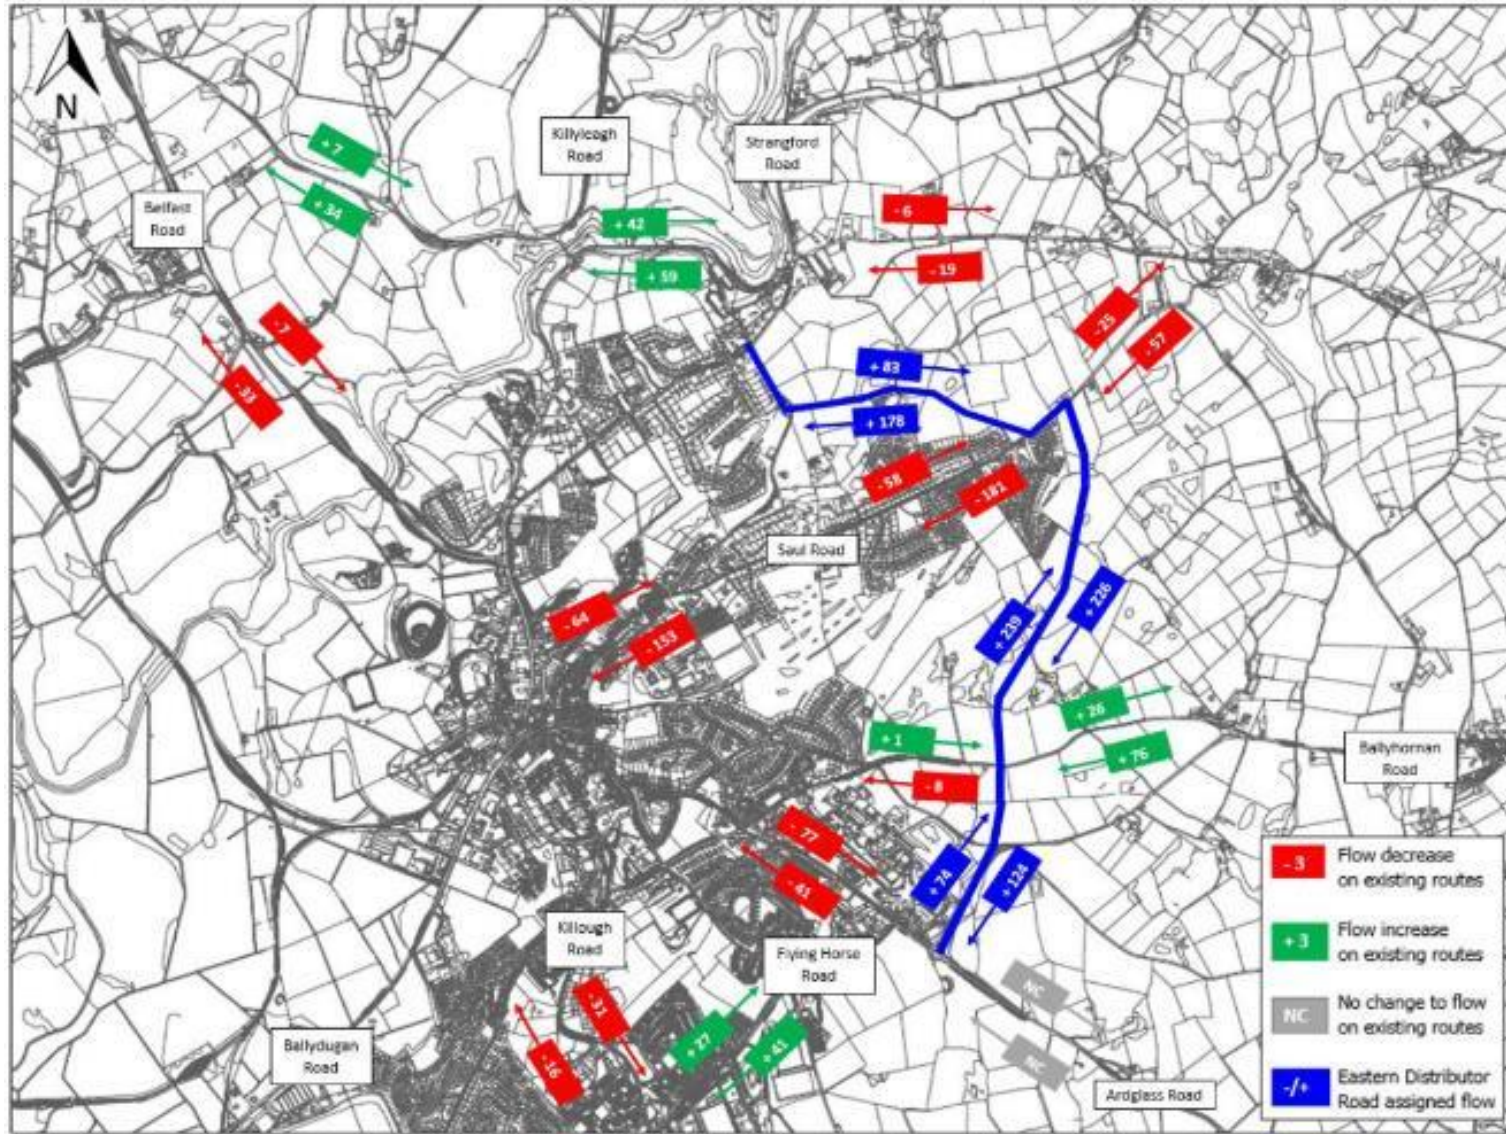 N
Killyleagh
Road
Strangford
Road
+ 7
+ 34
Belfast
Road
+ 42
+ 59
- 6
- 19
- 25
- 57
- 7
- 33
+ 83
+ 178
- 58
- 181
Saul Road
- 64
- 153
+ 239
+ 226
+ 26
+ 76
+ 1
- 8
Ballyhornan
Road
- 77
- 41
+ 74
+ 124
Killough
Road
Flying Horse
Road
- 31
- 16
+ 27
+ 41
NC
NC
Ballydugan
Road
Ardglass Road
- 3
Flow decrease
on existing routes
+ 3
Flow increase
on existing routes
NC
No change to flow
on existing routes
-/+
Eastern Distributor
Road assigned flow